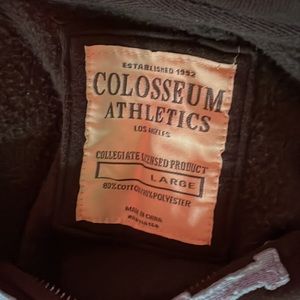 ESTABLISHED 1992
COLOSSEUM
ATHLETICS
LOS ANGELES
COLLEGIATE LICENSED PRODUCT
LARGE
80% COTTON/20% POLYESTER
MADE IN CHINA